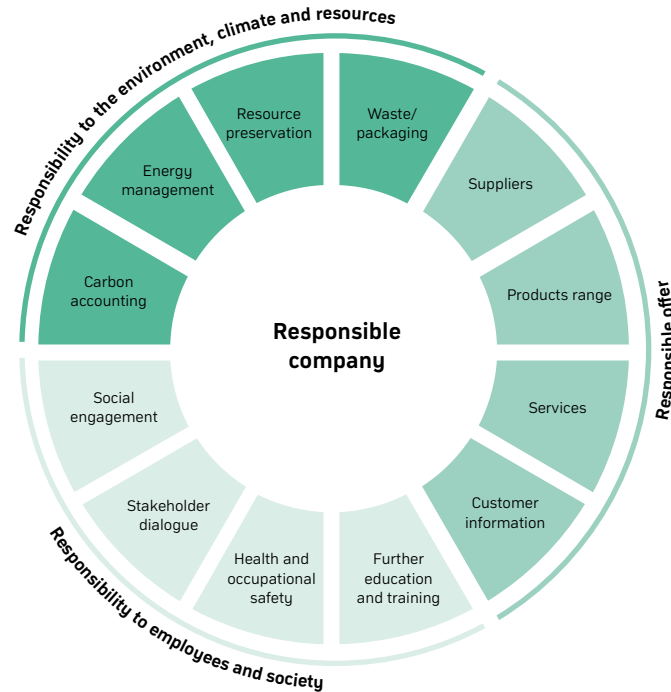 Responsibility to the environment, climate and resources
Resource
preservation
Waste/
packaging
Energy
management
Suppliers
Carbon
accounting
Products range
Responsible
company
Responsible offer
Social
engagement
Services
Stakeholder
dialogue
Customer
information
Health and
occupational
safety
Further
education
and training
Responsibility to employees and society